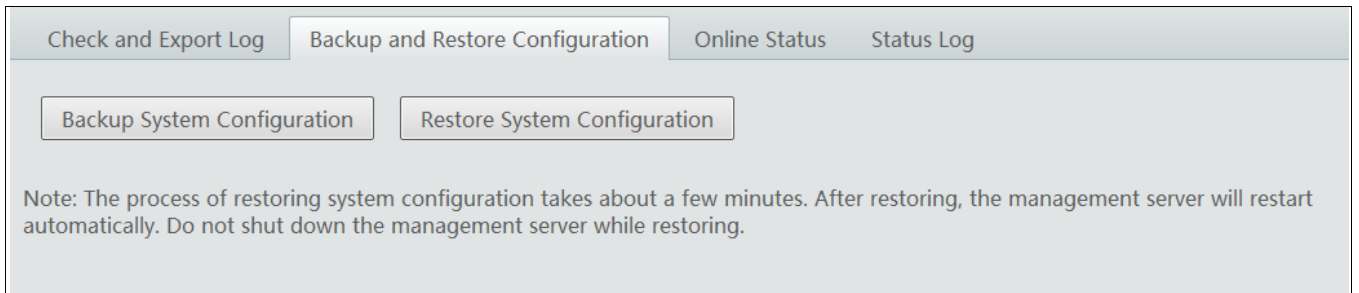 Check and Export Log Backup and Restore Configuration Online Status Status Log
Backup System Configuration Restore System Configuration
Note: The process of restoring system configuration takes about a few minutes. After restoring, the management server will restart
automatically. Do not shut down the management server while restoring.